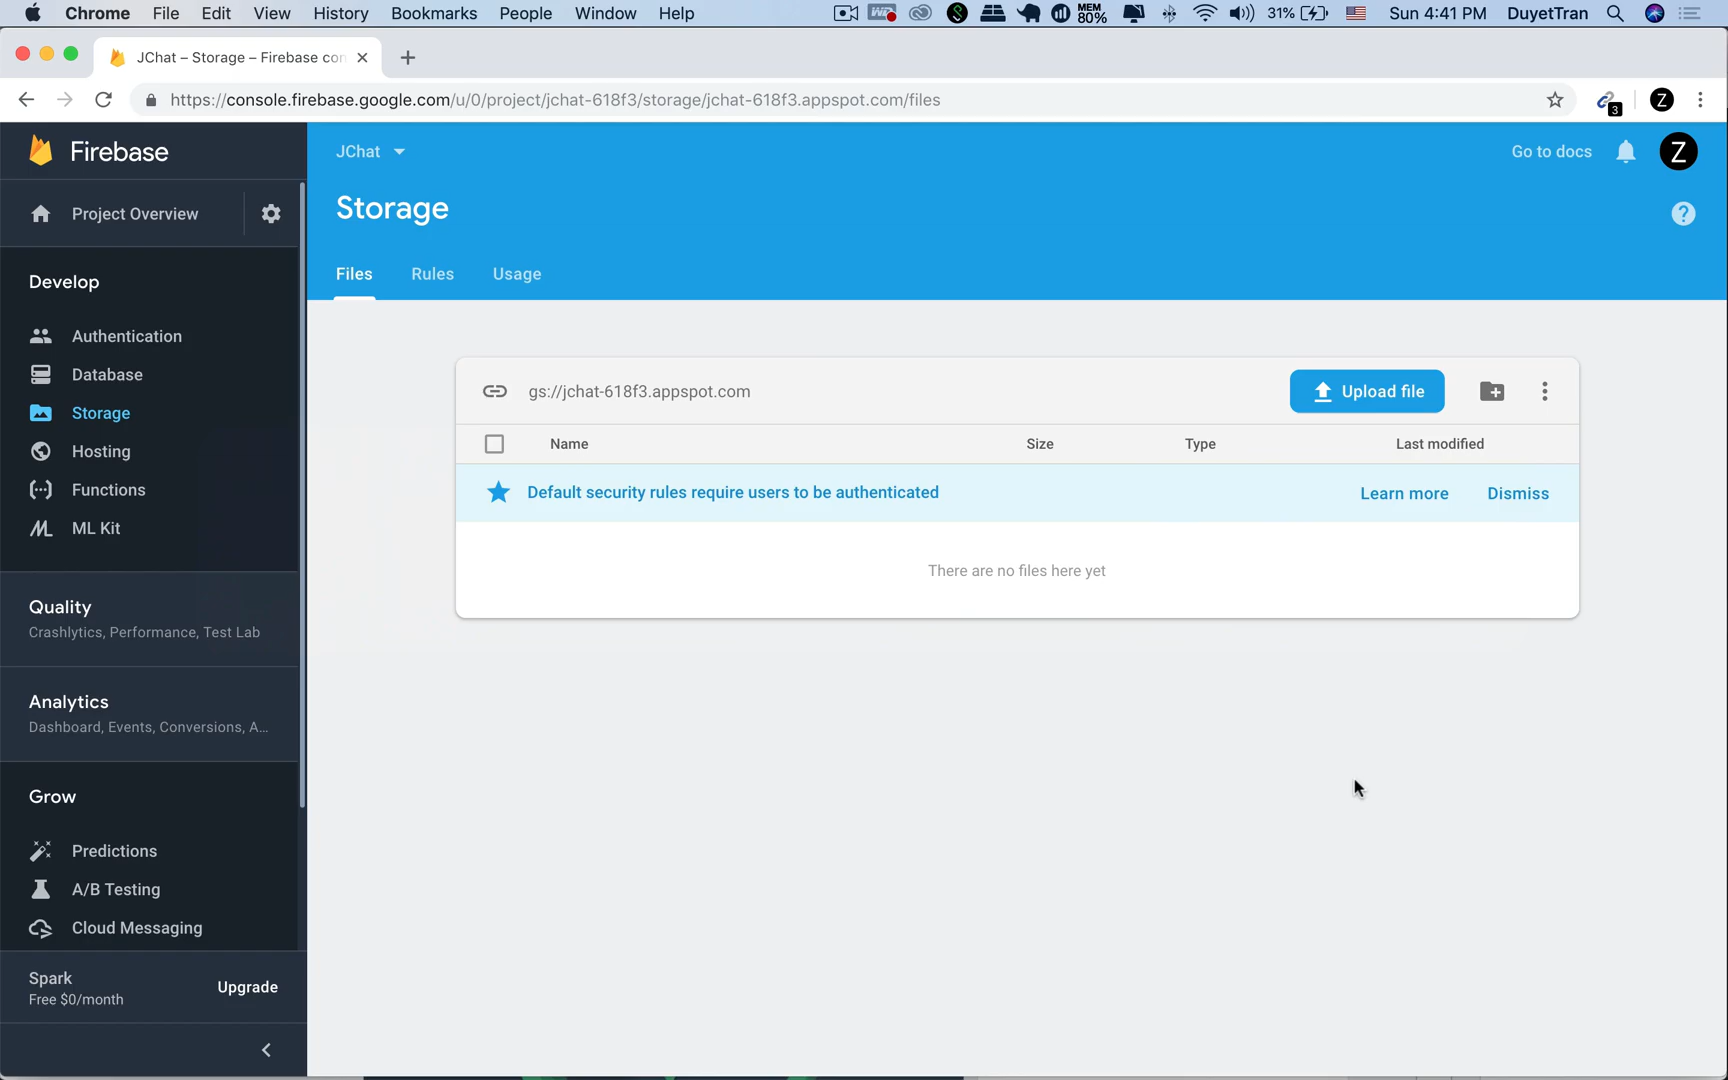 Chrome File Edit View History Bookmarks People Window Help MEM 80% 31% Sun 4:41 PM DuyetTran
JChat – Storage – Firebase con
https://console.firebase.google.com/u/0/project/jchat-618f3/storage/jchat-618f3.appspot.com/files
3
Z
Firebase
JChat
Go to docs
Z
Project Overview
Storage
?
Files Rules Usage
Develop
Authentication
Database
Storage
Hosting
Functions
ML Kit
gs://jchat-618f3.appspot.com
Upload file
Name Size Type Last modified
Default security rules require users to be authenticated Learn more Dismiss
There are no files here yet
Quality
Crashlytics, Performance, Test Lab
Analytics
Dashboard, Events, Conversions, A...
Grow
Predictions
A/B Testing
Cloud Messaging
Spark
Free $0/month
Upgrade